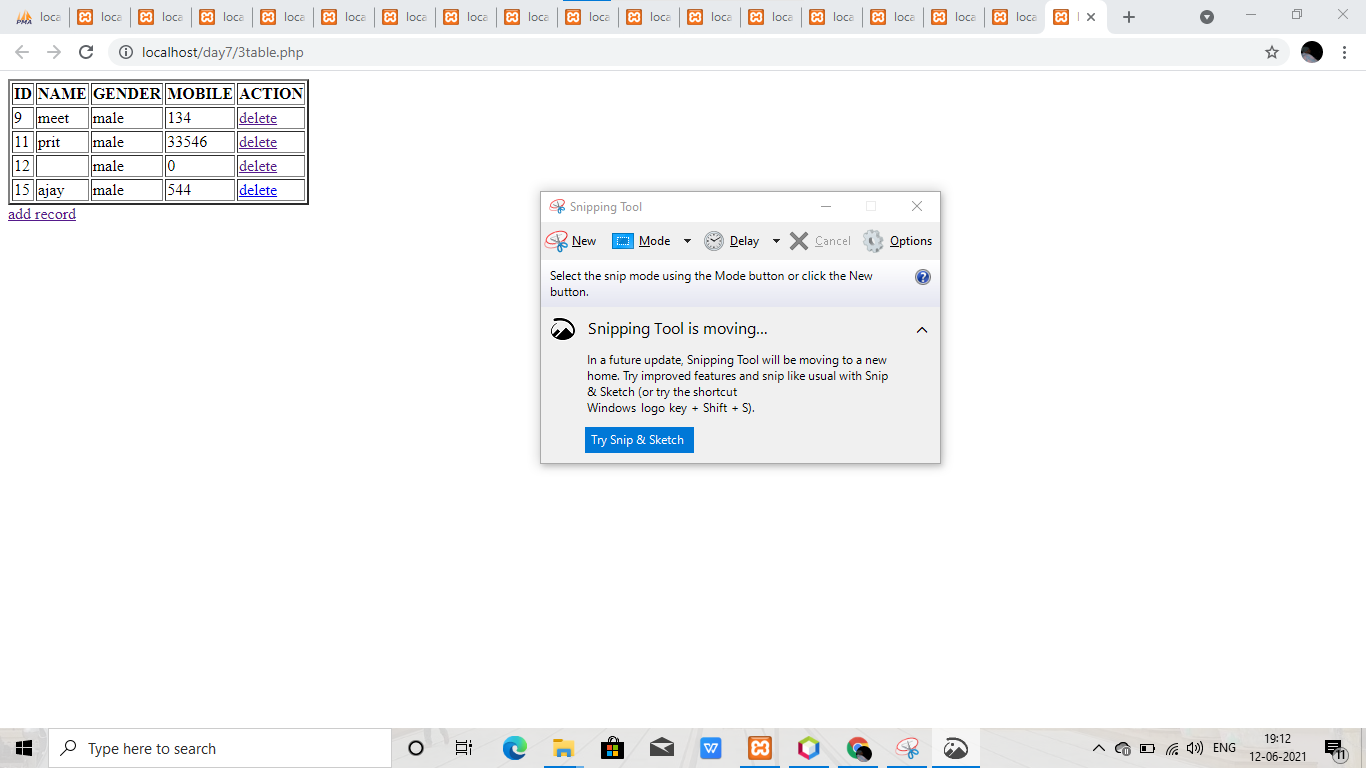 loca loca loca loca loca loca loca loca loca loca loca loca loca loca loca loca loca
localhost/day7/3table.php
ID NAME GENDER MOBILE ACTION
9 meet male 134 delete
11 prit male 33546 delete
12 male 0 delete
15 ajay male 544 delete
add record
Snipping Tool
New Mode Delay Cancel Options
Select the snip mode using the Mode button or click the New
button.
Snipping Tool is moving...
In a future update, Snipping Tool will be moving to a new
home. Try improved features and snip like usual with Snip
& Sketch (or try the shortcut
Windows logo key + Shift + S).
Try Snip & Sketch
Type here to search
ENG
19:12
12-06-2021
11